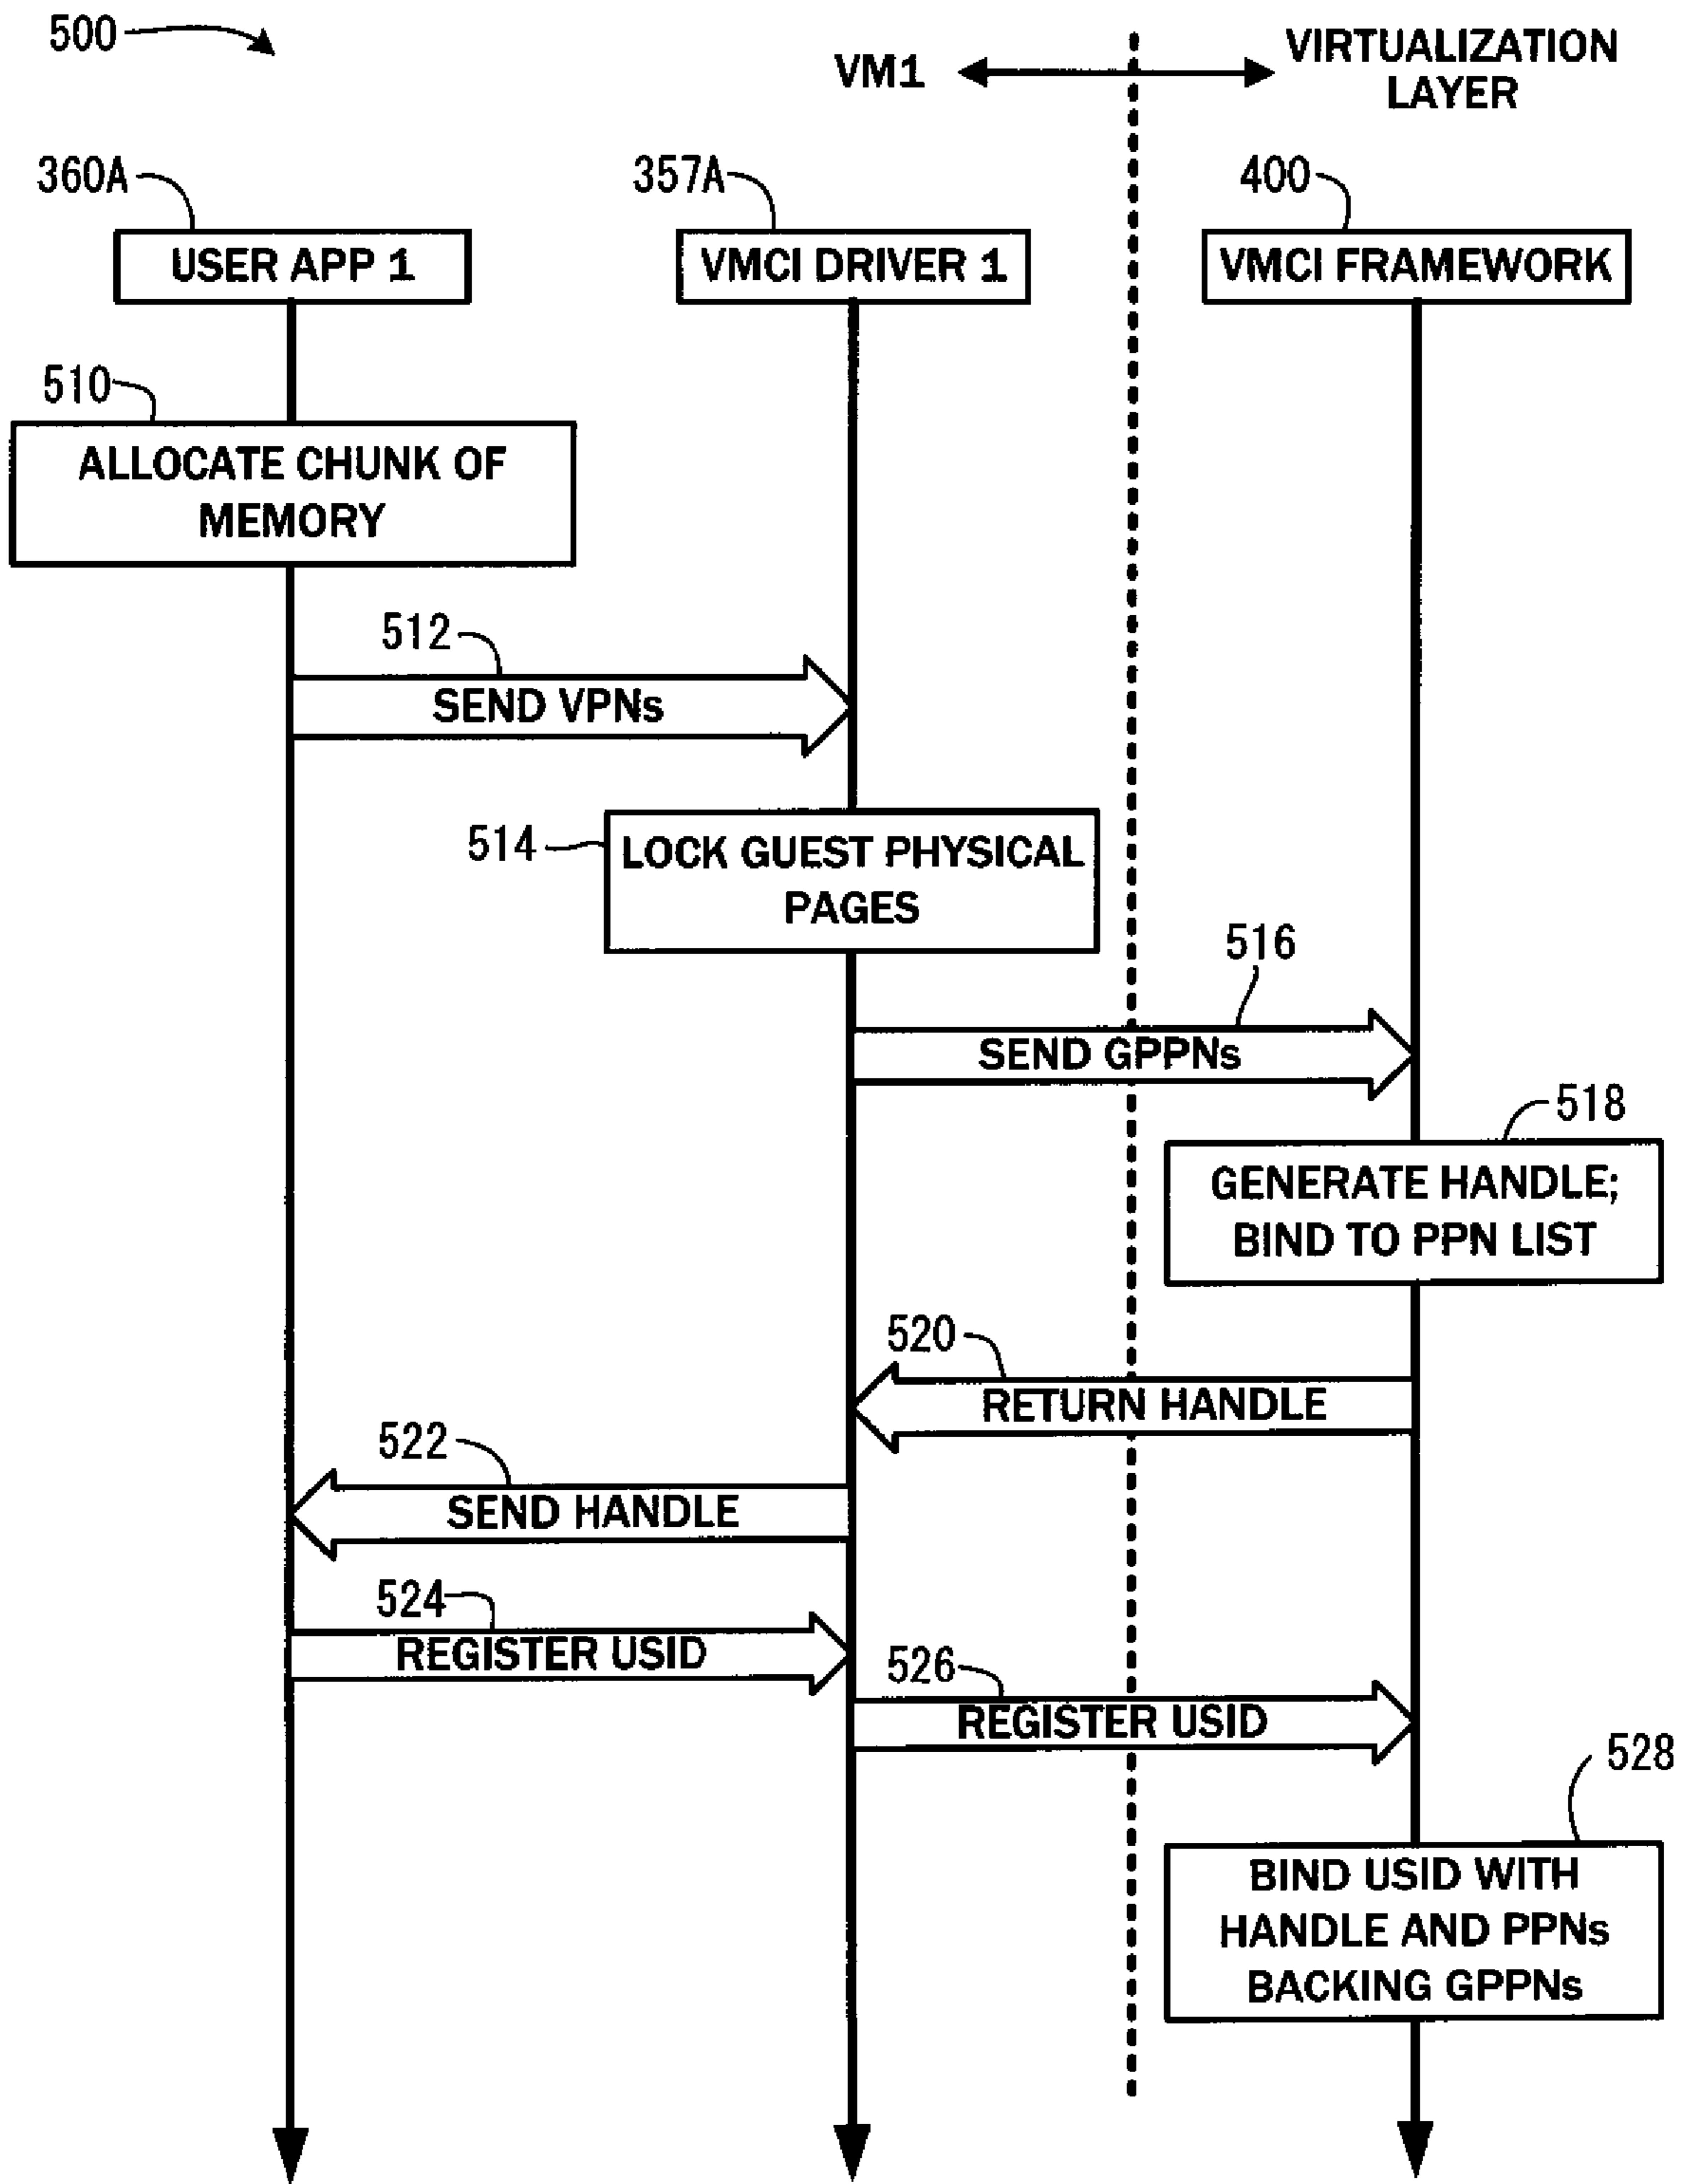 500
VM1
VIRTUALIZATION
LAYER
360A
357A
400
USER APP 1
VMCI DRIVER 1
VMCI FRAMEWORK
510
ALLOCATE CHUNK OF
MEMORY
512
SEND VPNs
514
LOCK GUEST PHYSICAL
PAGES
516
SEND GPPNs
518
GENERATE HANDLE;
BIND TO PPN LIST
520
RETURN HANDLE
522
SEND HANDLE
524
REGISTER USID
526
REGISTER USID
528
BIND USID WITH
HANDLE AND PPNs
BACKING GPPNs